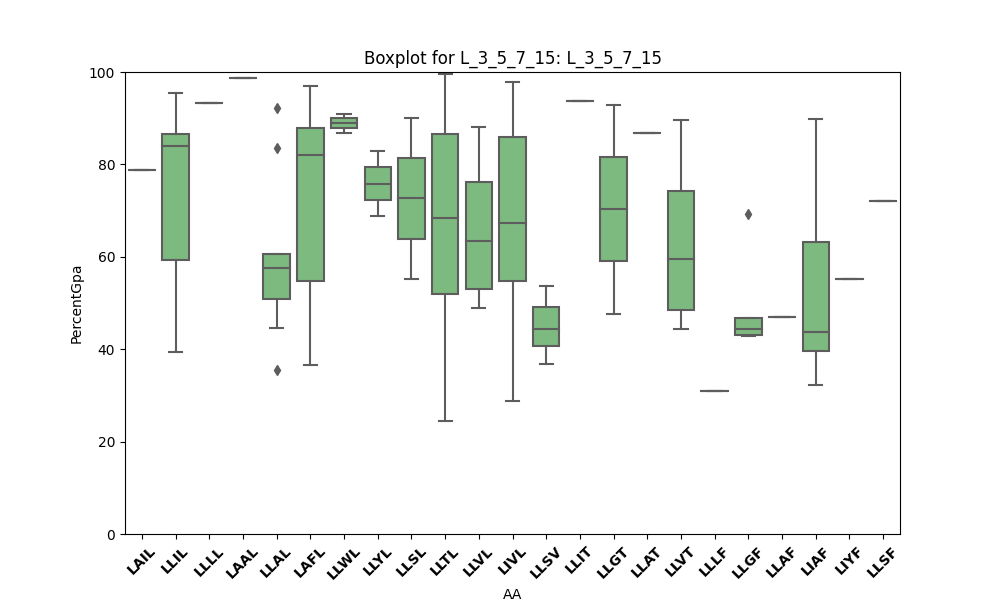 Boxplot for L_3_5_7_15: L_3_5_7_15
100
80
60
40
20
0
PercentGpa
LAIL LLIL LLLL LAAL LLAL LAFL LLWL LLYL LLSL LLTL LLVL LIVL LLSV LLIT LLGT LLAT LLVT LLLF LLGF LLAF LIAF LIYF LLSF
AA